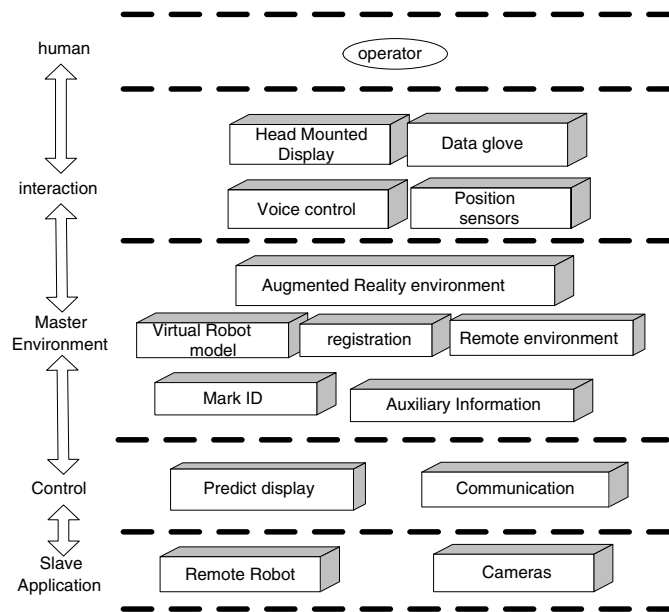 human
operator
Head Mounted
Display
Data glove
interaction
Voice control
Position
sensors
Augmented Reality environment
Master
Environment
Virtual Robot
model
registration
Remote environment
Mark ID
Auxiliary Information
Control
Predict display
Communication
Slave
Application
Remote Robot
Cameras